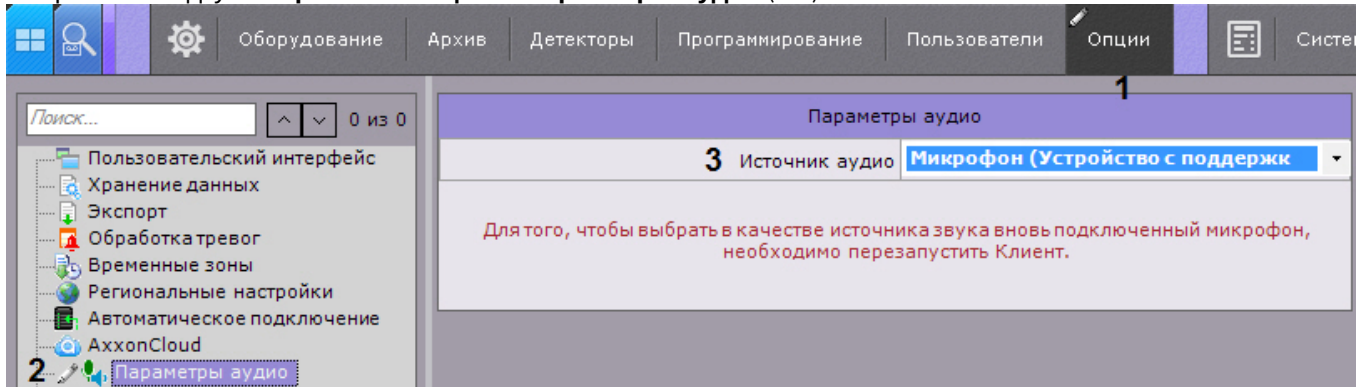 Оборудование Архив Детекторы Программирование Пользователи Опции
1
Поиск... 0 из 0
Параметры аудио
3 Источник аудио Микрофон (Устройство с поддержк
Пользовательский интерфейс
Хранение данных
Экспорт
Обработка тревог
Временные зоны
Региональные настройки
Автоматическое подключение
AxxonCloud
2 Параметры аудио
Для того, чтобы выбрать в качестве источника звука вновь подключенный микрофон,
необходимо перезапустить Клиент.